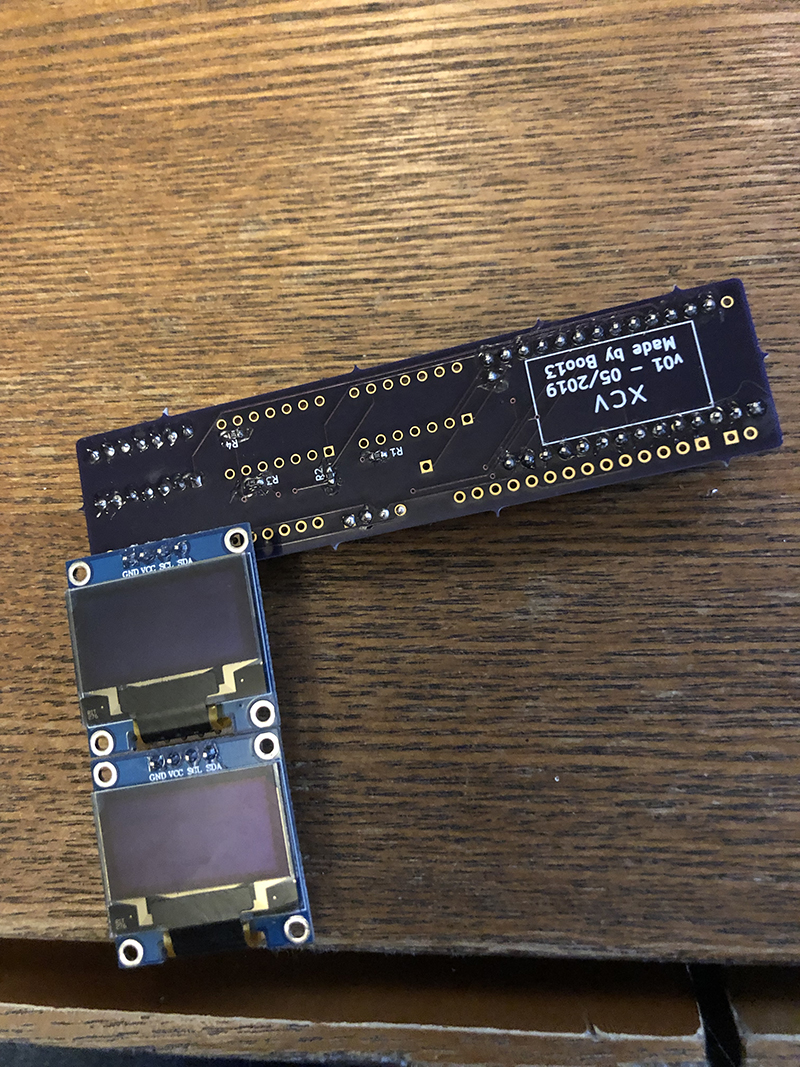 XCV
v01 - 05/2019
Made by Boo13
R4
R3
R2
R1
GND VCC SCL SDA
GND VCC SCL SDA